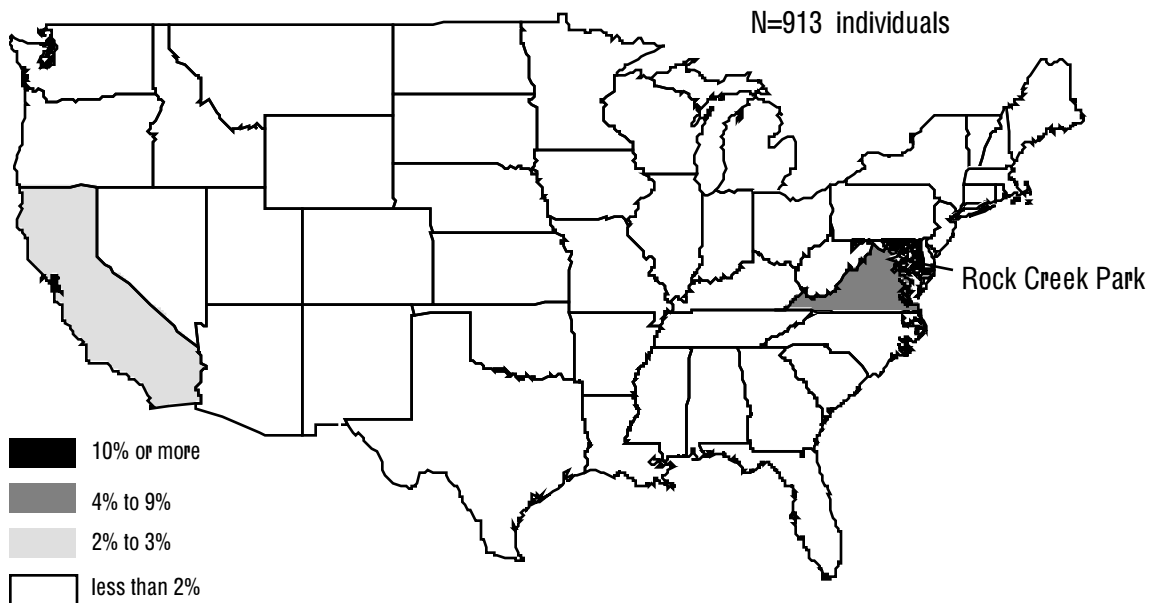 N=913 individuals
Rock Creek Park
10% or more
4% to 9%
2% to 3%
less than 2%